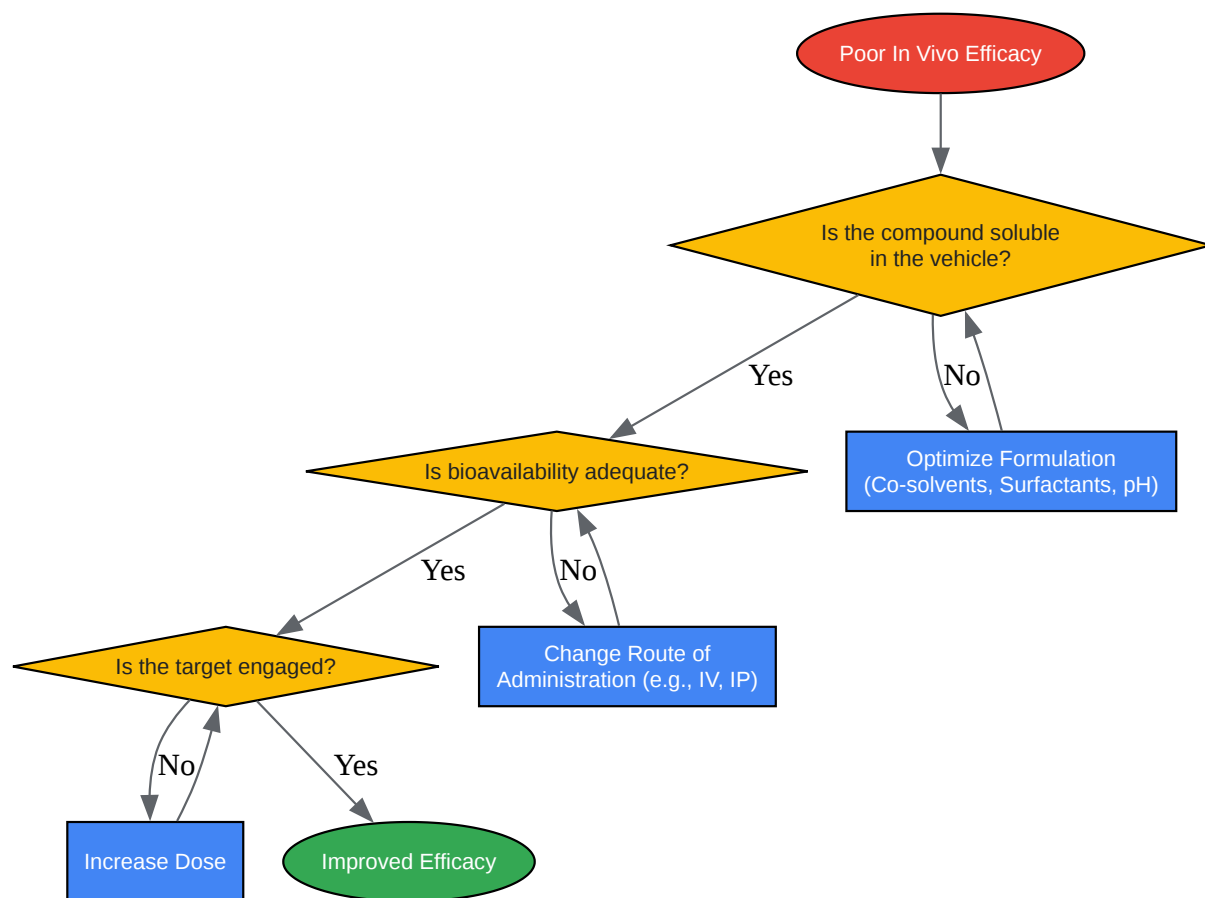 Poor In Vivo Efficacy
Is the compound soluble
in the vehicle?
Yes
No
Optimize Formulation
(Co-solvents, Surfactants, pH)
Is bioavailability adequate?
Yes
No
Change Route of
Administration (e.g., IV, IP)
Is the target engaged?
No
Yes
Increase Dose
Improved Efficacy